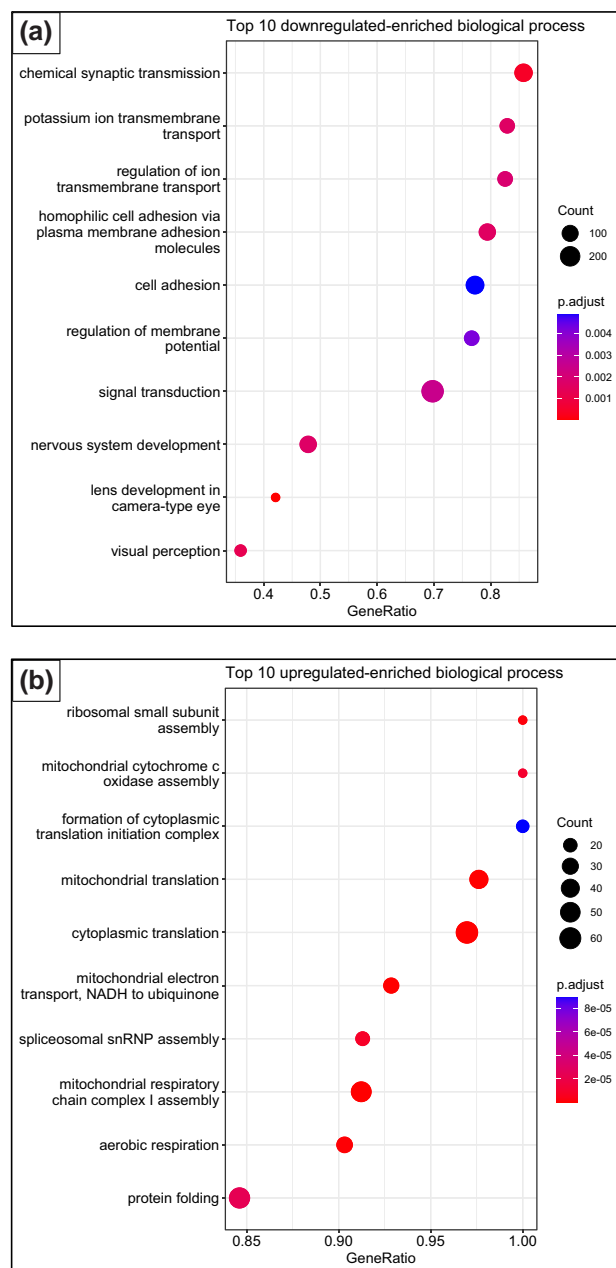 (a)
Top 10 downregulated-enriched biological process
chemical synaptic transmission
potassium ion transmembrane
transport
regulation of ion
transmembrane transport
homophilic cell adhesion via
plasma membrane adhesion
molecules
cell adhesion
regulation of membrane
potential
signal transduction
nervous system development
lens development in
camera-type eye
visual perception
0.4 0.5 0.6 0.7 0.8
GeneRatio
Count
100
200
p.adjust
0.004
0.003
0.002
0.001
(b)
Top 10 upregulated-enriched biological process
ribosomal small subunit
assembly
mitochondrial cytochrome c
oxidase assembly
formation of cytoplasmic
translation initiation complex
mitochondrial translation
cytoplasmic translation
mitochondrial electron
transport, NADH to ubiquinone
spliceosomal snRNP assembly
mitochondrial respiratory
chain complex I assembly
aerobic respiration
protein folding
0.85 0.90 0.95 1.00
GeneRatio
Count
20
30
40
50
60
p.adjust
8e-05
6e-05
4e-05
2e-05